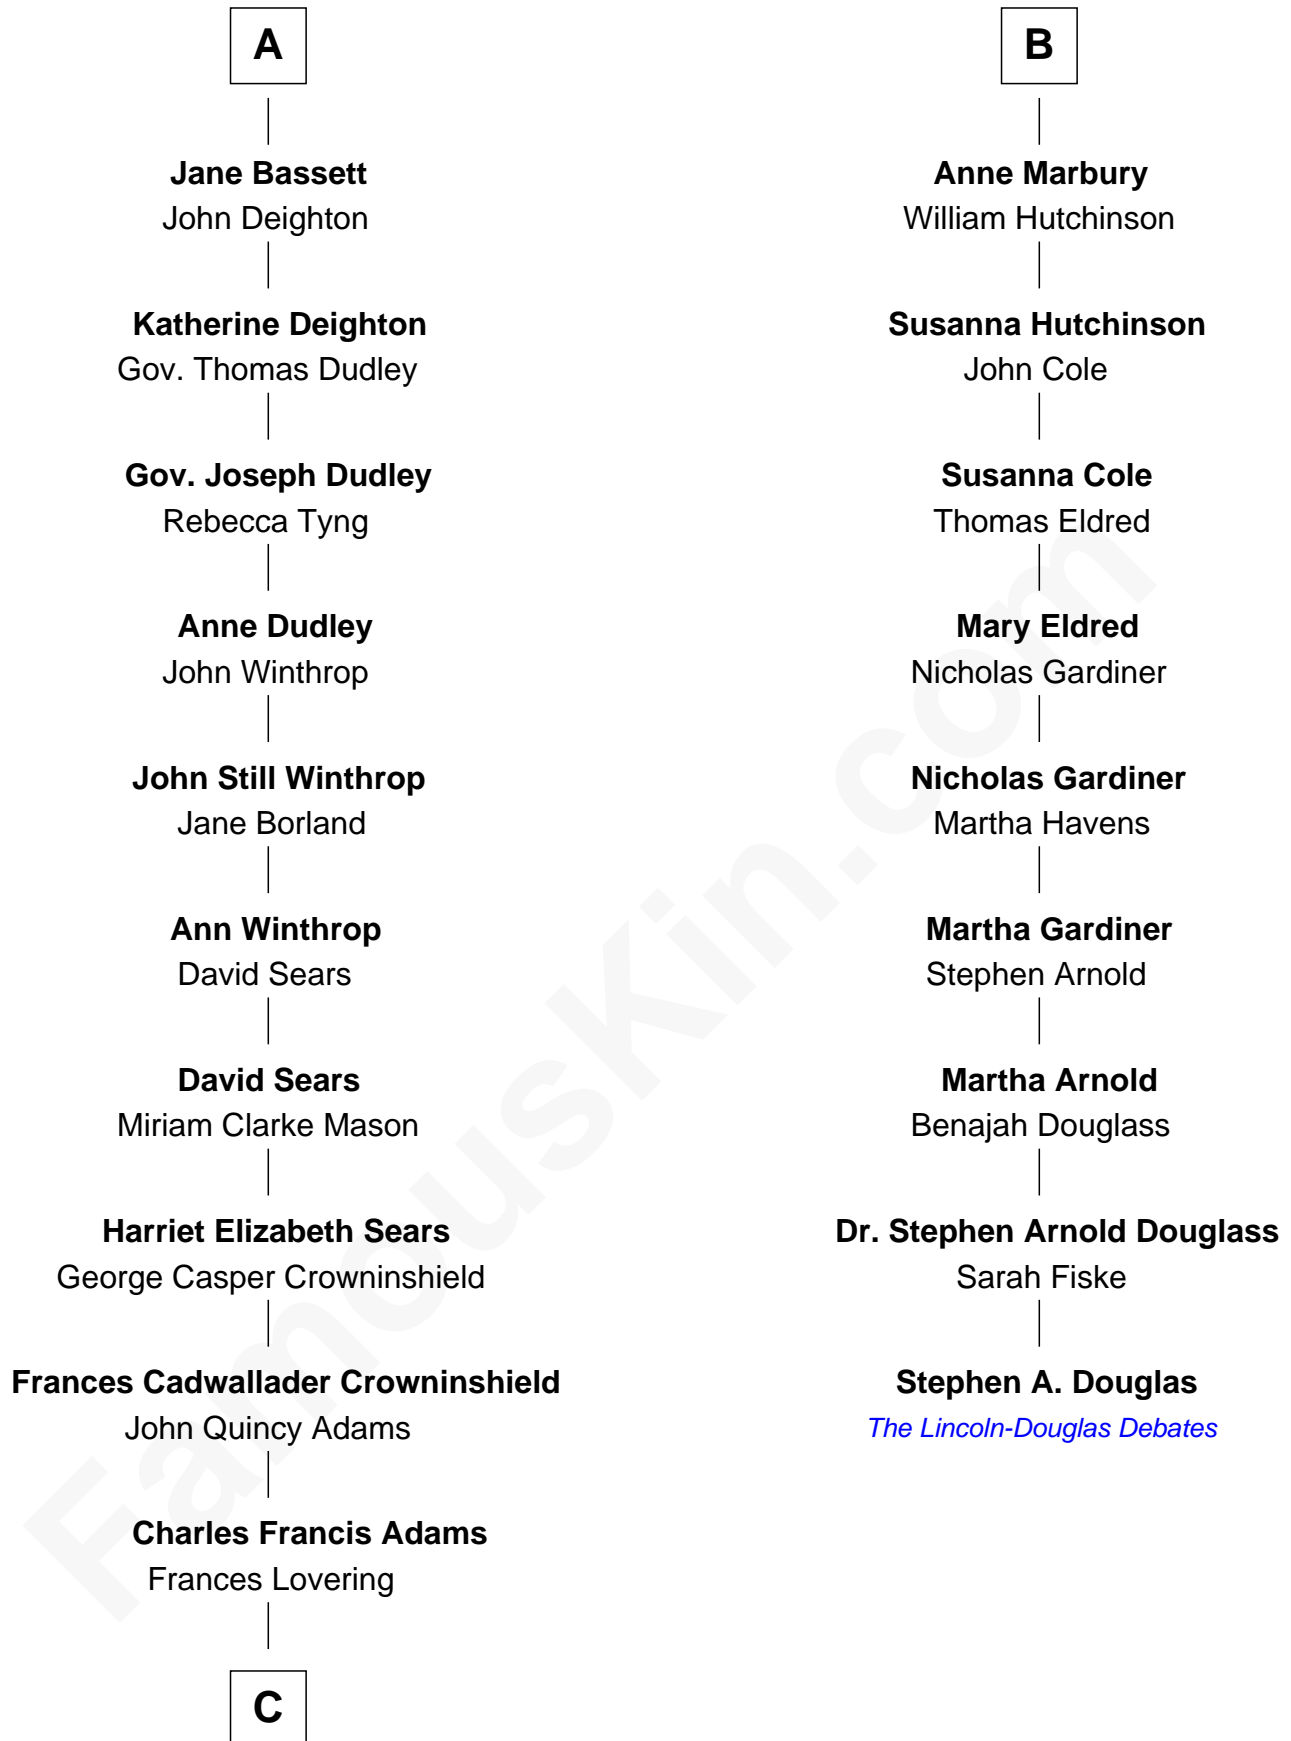 A
Jane Bassett
John Deighton
Katherine Deighton
Gov. Thomas Dudley
Gov. Joseph Dudley
Rebecca Tyng
Anne Dudley
John Winthrop
John Still Winthrop
Jane Borland
Ann Winthrop
David Sears
David Sears
Miriam Clarke Mason
Harriet Elizabeth Sears
George Casper Crowninshield
Frances Cadwallader Crowninshield
John Quincy Adams
Charles Francis Adams
Frances Lovering
C
B
Anne Marbury
William Hutchinson
Susanna Hutchinson
John Cole
Susanna Cole
Thomas Eldred
Mary Eldred
Nicholas Gardiner
Nicholas Gardiner
Martha Havens
Martha Gardiner
Stephen Arnold
Martha Arnold
Benajah Douglass
Dr. Stephen Arnold Douglass
Sarah Fiske
Stephen A. Douglas
The Lincoln-Douglas Debates
FamousKin.com